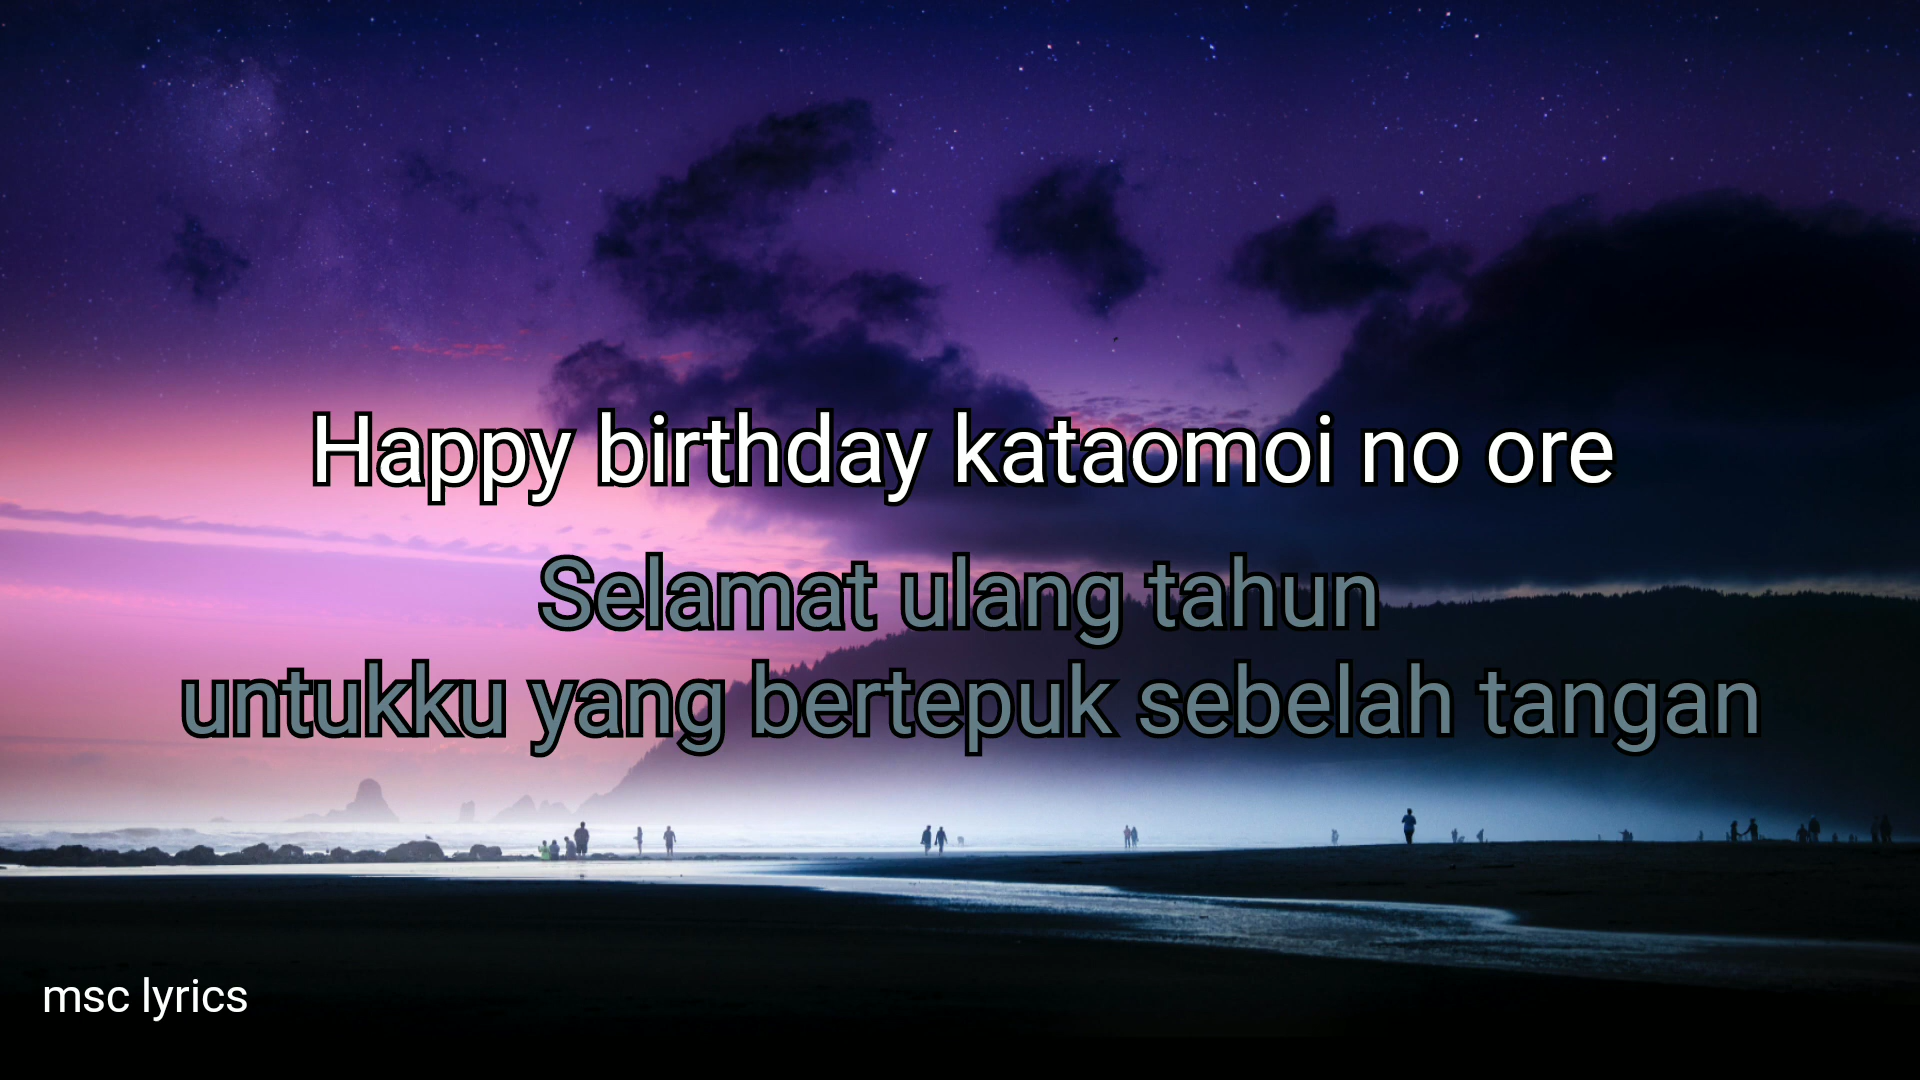 Happy birthday kataomoi no ore
Selamat ulang tahun
untukku yang bertepuk sebelah tangan
msc lyrics